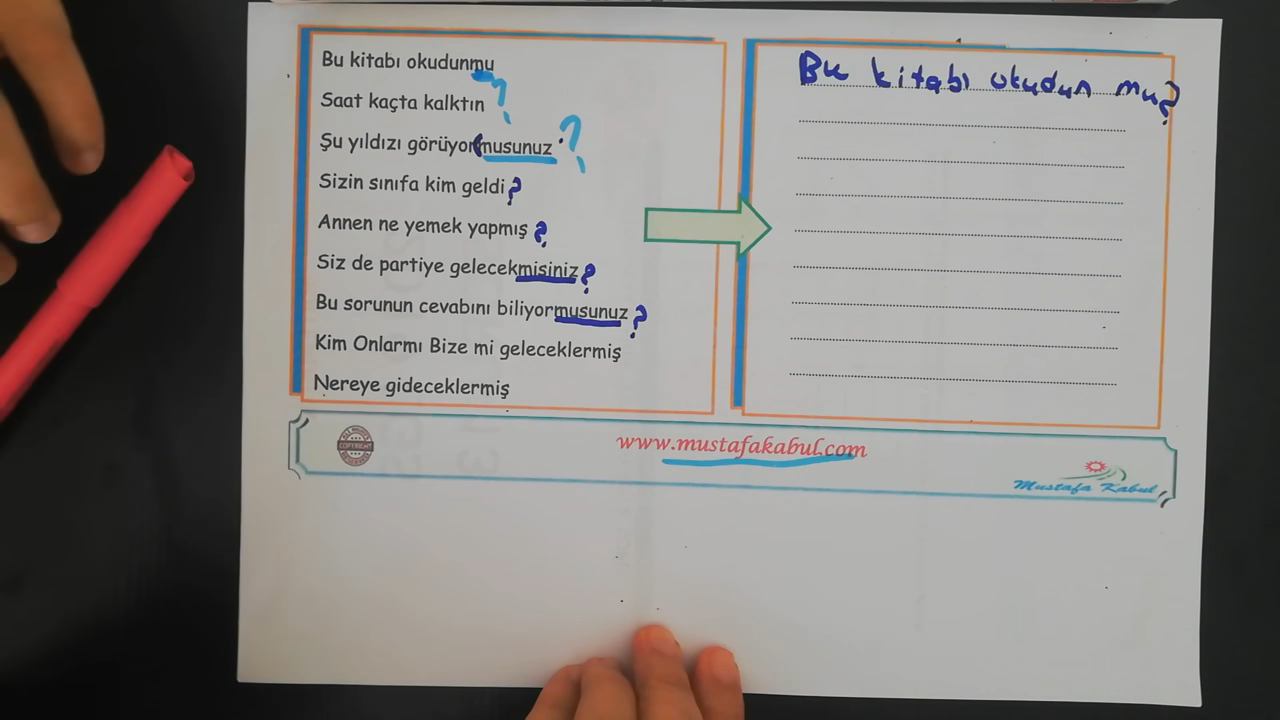 Bu kitabı okudunmu ?
Saat kaçta kalktın
Şu yıldızı görüyormusunuz ?
Sizin sınıfa kim geldi ?
Annen ne yemek yapmış ?
Siz de partiye gelecekmisiniz ?
Bu sorunun cevabını biliyormusunuz ?
Kim Onlarmı Bize mi geleceklermiş
Nereye gideceklermiş
Bu kitabı okudun mu?
COPYRIGHT
www.mustafakabul.com
Mustafa Kabul